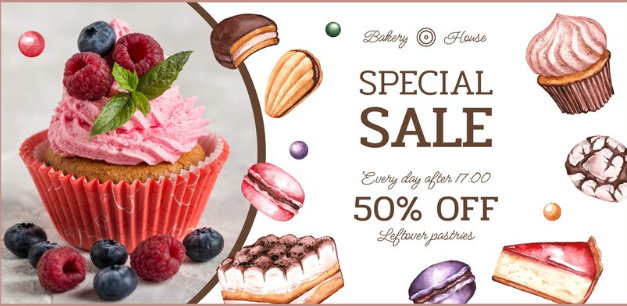 Bakery House
SPECIAL
SALE
Every day after 17.00
50% OFF
Leftover pastries